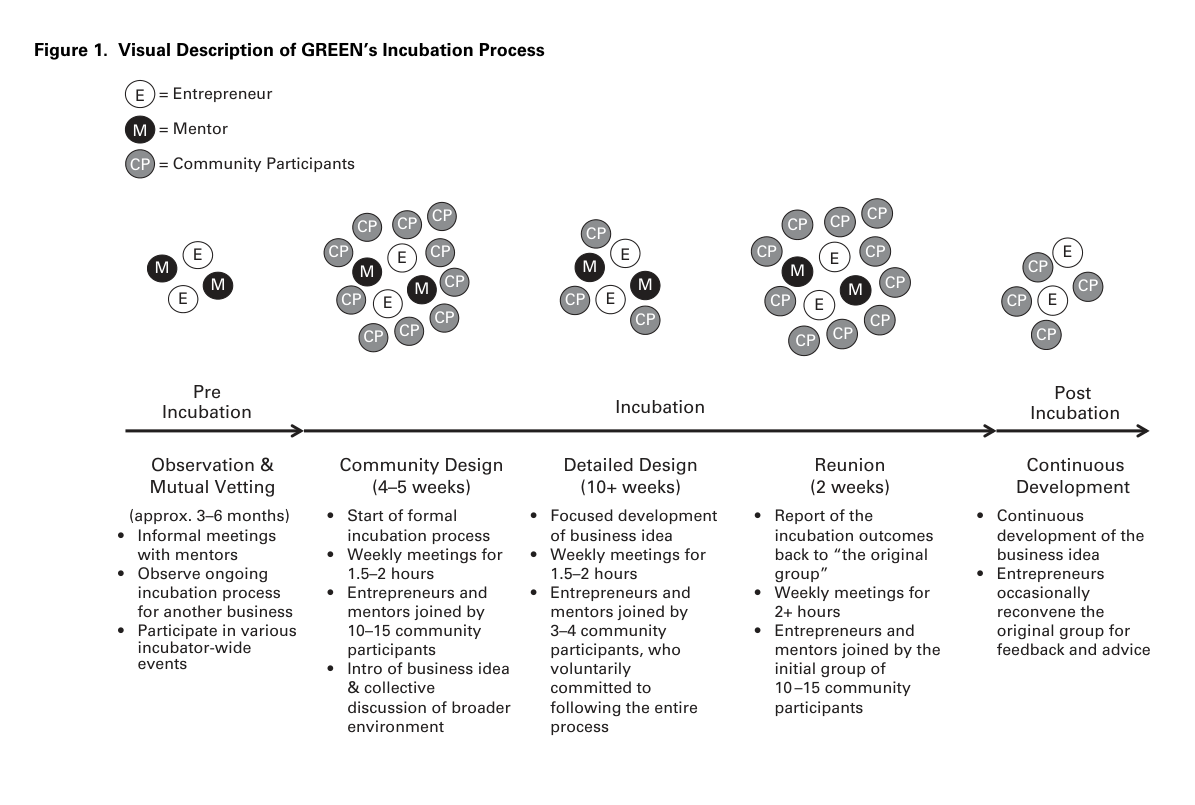 Figure 1.  Visual Description of GREEN's Incubation Process
E = Entrepreneur
M = Mentor
CP = Community Participants
E
M
M
E
CP
CP
CP
CP
E
CP
M
M
CP
CP
E
CP
CP
CP
CP
E
M
M
CP
E
CP
CP
CP
CP
CP
E
CP
M
M
CP
CP
E
CP
CP
CP
E
CP
CP
CP
E
CP
Pre
Incubation
Incubation
Post
Incubation
Observation &
Mutual Vetting
(approx. 3–6 months)
• Informal meetings
with mentors
• Observe ongoing
incubation process
for another business
• Participate in various
incubator-wide
events
Community Design
(4–5 weeks)
• Start of formal
incubation process
• Weekly meetings for
1.5–2 hours
• Entrepreneurs and
mentors joined by
10–15 community
participants
• Intro of business idea
& collective
discussion of broader
environment
Detailed Design
(10+ weeks)
• Focused development
of business idea
• Weekly meetings for
1.5–2 hours
• Entrepreneurs and
mentors joined by
3–4 community
participants, who
voluntarily
committed to
following the entire
process
Reunion
(2 weeks)
• Report of the
incubation outcomes
back to “the original
group”
• Weekly meetings for
2+ hours
• Entrepreneurs and
mentors joined by the
initial group of
10–15 community
participants
Continuous
Development
• Continuous
development of the
business idea
• Entrepreneurs
occasionally
reconvene the
original group for
feedback and advice